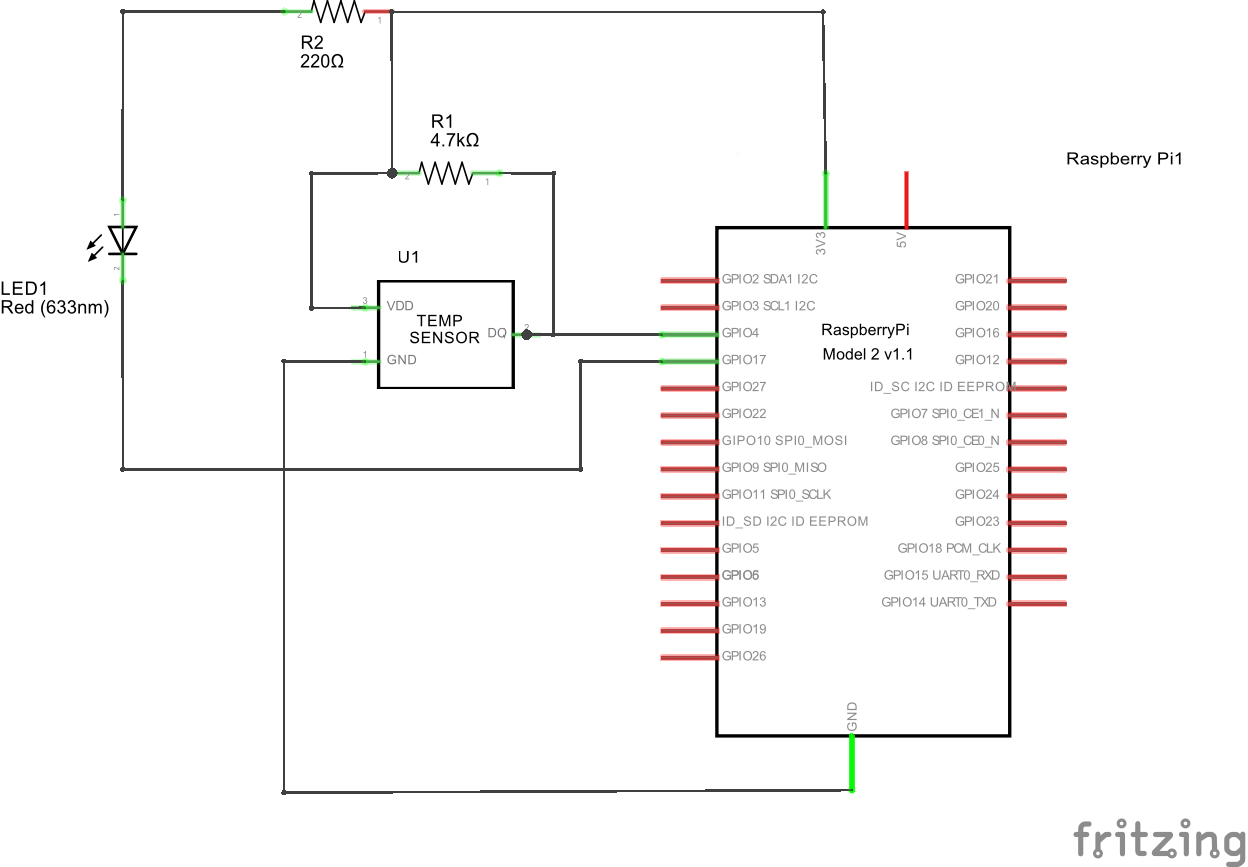 2
1
R2
220Ω
R1
4.7kΩ
2
1
Raspberry Pi1
1
2
LED1
Red (633nm)
U1
3
VDD
TEMP
SENSOR
DQ
2
1
GND
3V3
5V
RaspberryPi
Model 2 v1.1
GPIO2 SDA1 I2C
GPIO3 SCL1 I2C
GPIO4
GPIO17
GPIO27
GPIO22
GIPO10 SPI0_MOSI
GPIO9 SPI0_MISO
GPIO11 SPI0_SCLK
ID_SD I2C ID EEPROM
GPIO5
GPIO6
GPIO13
GPIO19
GPIO26
GPIO21
GPIO20
GPIO16
GPIO12
ID_SC I2C ID EEPROM
GPIO7 SPI0_CE1_N
GPIO8 SPI0_CE0_N
GPIO25
GPIO24
GPIO23
GPIO18 PCM_CLK
GPIO15 UART0_RXD
GPIO14 UART0_TXD
GND
fritzing